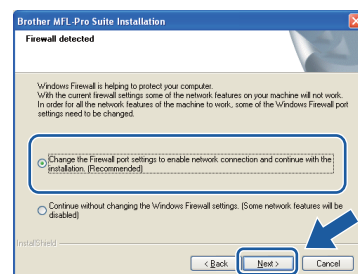 Brother MFL-Pro Suite Installation
Firewall detected
Windows Firewall is helping to protect your computer.
With the current firewall settings some of the network features on your machine will not work.
In order for all the network features of the machine to work, some of the Windows Firewall port
settings need to be changed.
Change the Firewall port settings to enable network connection and continue with the
installation. (Recommended)
Continue without changing the Windows Firewall settings. (Some network features will be
disabled)
InstallShield
< Back
Next >
Cancel